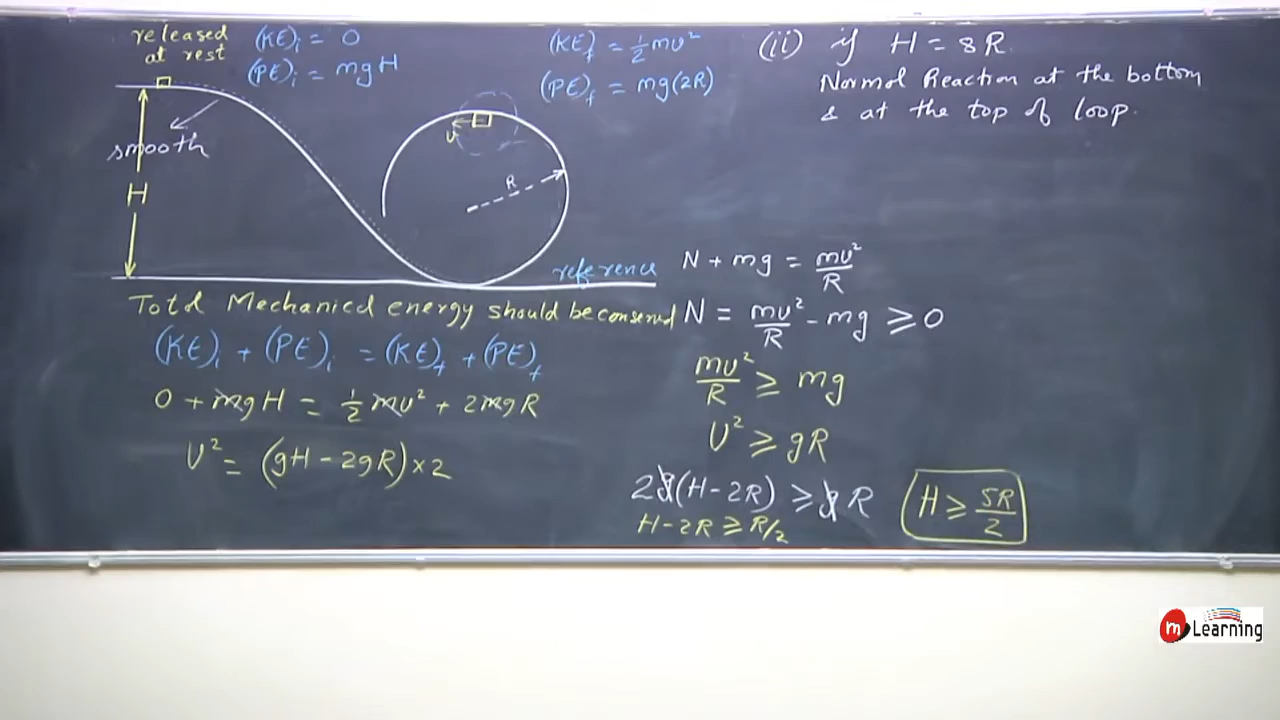 released
at rest
(KE)i = 0
(PE)i = mgH
(KE)f = 1/2 mv²
(PE)f = mg(2R)
(ii) if H = 8R.
Normal Reaction at the bottom
& at the top of loop.
smooth
H
v
R
reference
Total Mechanical energy should be conserved
(KE)i + (PE)i = (KE)f + (PE)f
0 + mgH = 1/2 mv² + 2mgR
v² = (gH - 2gR) × 2
N + mg = mv²/R
N = mv²/R - mg ≥ 0
mv²/R ≥ mg
v² ≥ gR
2g(H - 2R) ≥ gR
H - 2R ≥ R/2
H ≥ 5R/2
m Learning